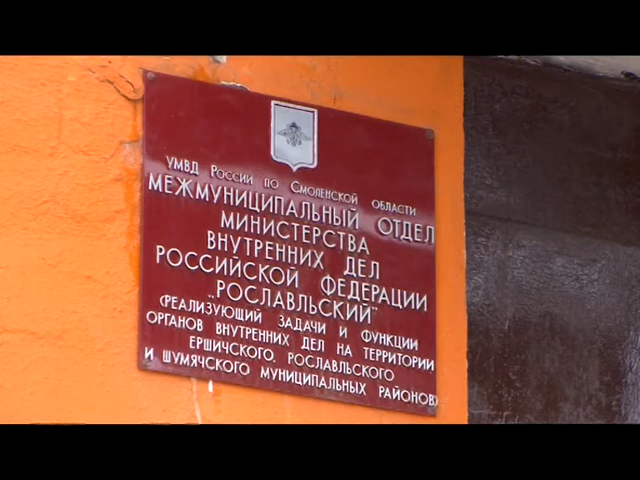 УМВД России по Смоленской области
МЕЖМУНИЦИПАЛЬНЫЙ ОТДЕЛ
МИНИСТЕРСТВА
ВНУТРЕННИХ ДЕЛ
РОССИЙСКОЙ ФЕДЕРАЦИИ
"РОСЛАВЛЬСКИЙ"
(РЕАЛИЗУЮЩИЙ ЗАДАЧИ И ФУНКЦИИ
ОРГАНОВ ВНУТРЕННИХ ДЕЛ НА ТЕРРИТОРИИ
ЕРШИЧСКОГО, РОСЛАВЛЬСКОГО
И ШУМЯЧСКОГО МУНИЦИПАЛЬНЫХ РАЙОНОВ)